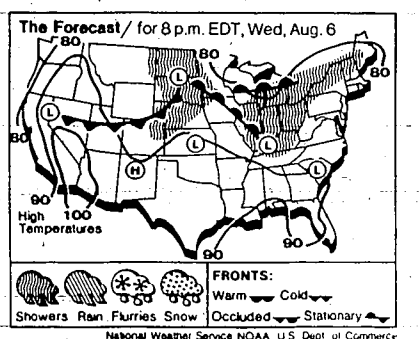 The Forecast / for 8 p.m. EDT, Wed, Aug. 6
80
80
80
L
L
80
L
L
H
L
90
100
High
Temperatures
90
90
FRONTS:
Warm Cold
Showers Rain Flurries Snow
Occluded Stationary
National Weather Service NOAA U.S. Dept. of Commerce